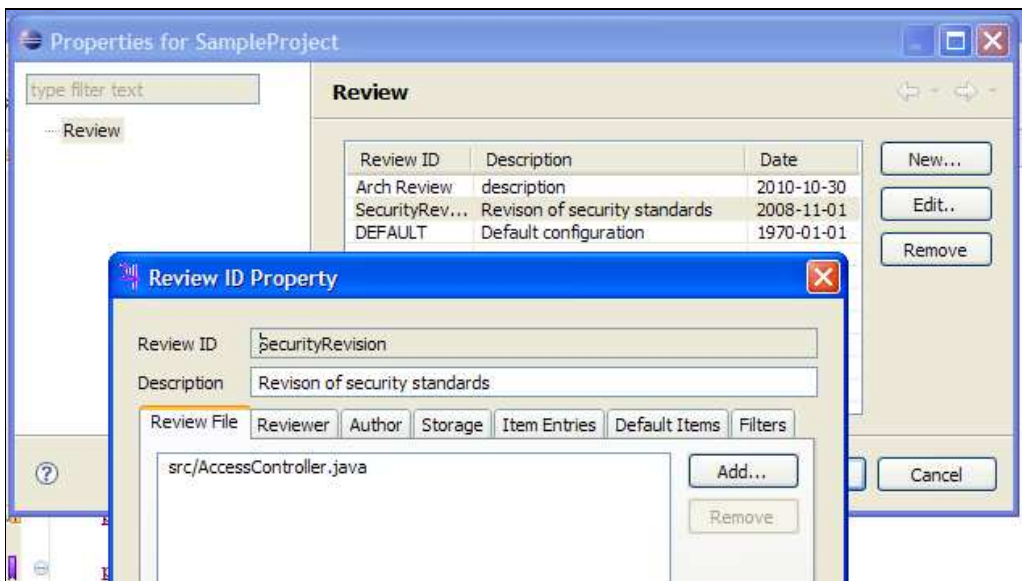 Properties for SampleProject
type filter text
Review
Review
Review ID Description Date
Arch Review description 2010-10-30
SecurityRev... Revison of security standards 2008-11-01
DEFAULT Default configuration 1970-01-01
New...
Edit..
Remove
Review ID Property
Review ID SecurityRevision
Description Revison of security standards
Review File Reviewer Author Storage Item Entries Default Items Filters
src/AccessController.java
Add...
Remove
Cancel